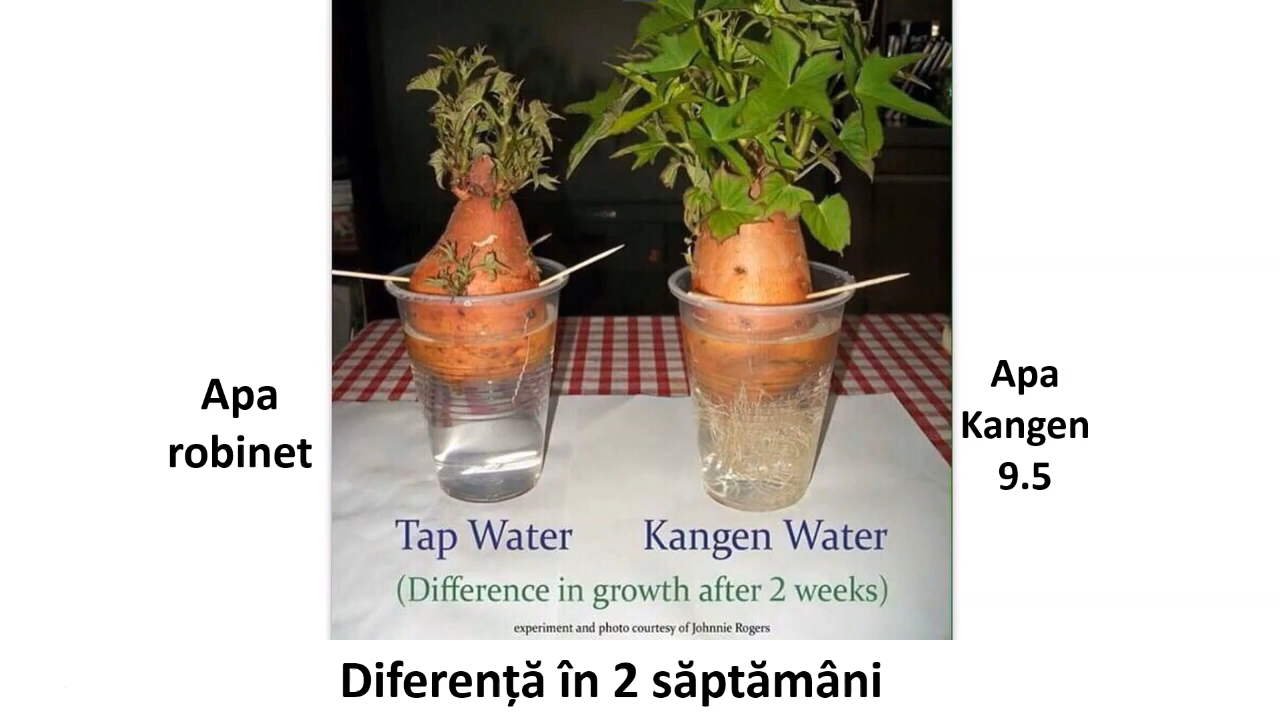 Apa
robinet
Apa
Kangen
9.5
Tap Water Kangen Water
(Difference in growth after 2 weeks)
experiment and photo courtesy of Johnnie Rogers
Diferență în 2 săptămâni